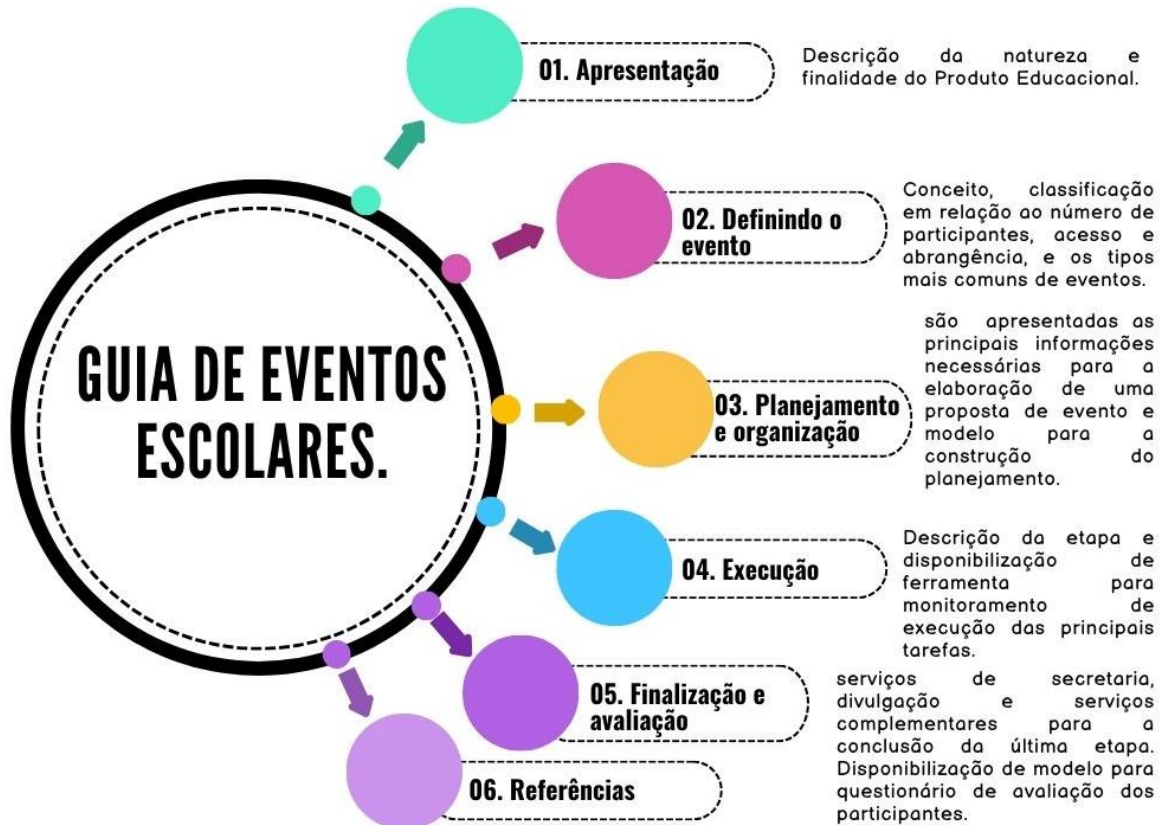 GUIA DE EVENTOS
ESCOLARES.
01. Apresentação
Descrição da natureza e
finalidade do Produto Educacional.
02. Definindo o
evento
Conceito, classificação
em relação ao número de
participantes, acesso e
abrangência, e os tipos
mais comuns de eventos.
03. Planejamento
e organização
são apresentadas as
principais informações
necessárias para a
elaboração de uma
proposta de evento e
modelo para a
construção do
planejamento.
04. Execução
Descrição da etapa e
disponibilização de
ferramenta para
monitoramento de
execução das principais
tarefas.
05. Finalização e
avaliação
serviços de secretaria,
divulgação e serviços
complementares para a
conclusão da última etapa.
Disponibilização de modelo para
questionário de avaliação dos
participantes.
06. Referências